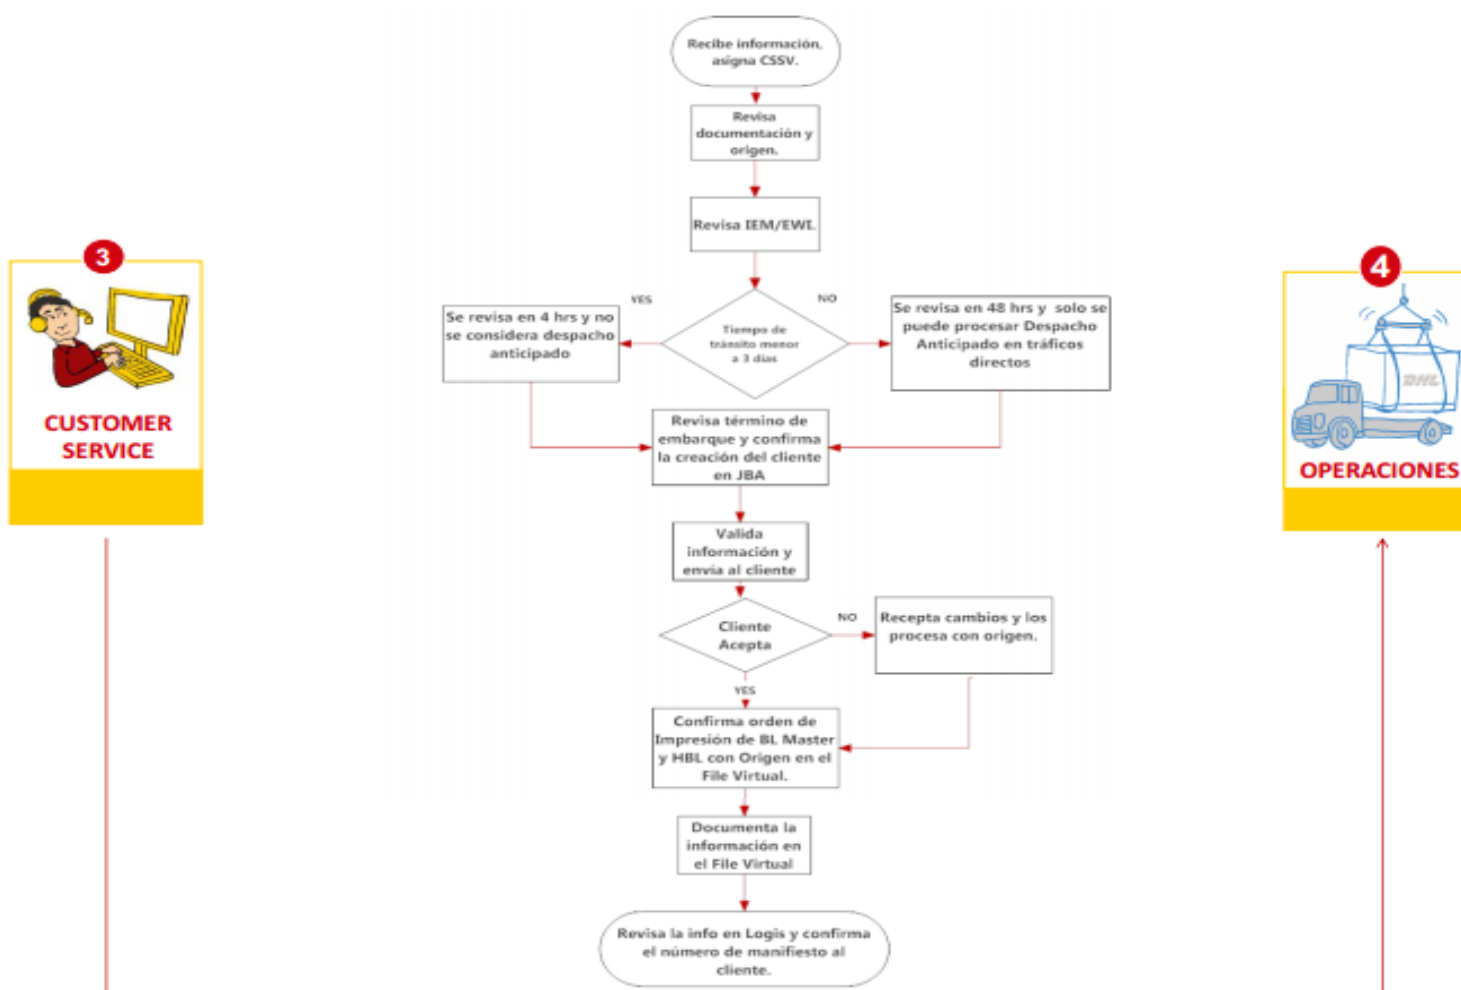 Recibe información,
asigna CSSV.
Revisa
documentación y
origen.
Revisa IEM/EWI.
3
CUSTOMER
SERVICE
YES
NO
Se revisa en 4 hrs y no
se considera despacho
anticipado
Tiempo de
tránsito menor
a 3 días
Se revisa en 48 hrs y solo se
puede procesar Despacho
Anticipado en tráficos
directos
4
DHL
OPERACIONES
Revisa término de
embarque y confirma
la creación del cliente
en JBA
Valida
información y
envía al cliente
Cliente
Acepta
NO
Recepta cambios y los
procesa con origen.
YES
Confirma orden de
Impresión de BL Master
y HBL con Origen en el
File Virtual.
Documenta la
información en
el File Virtual
Revisa la info en Logis y confirma
el número de manifiesto al
cliente.